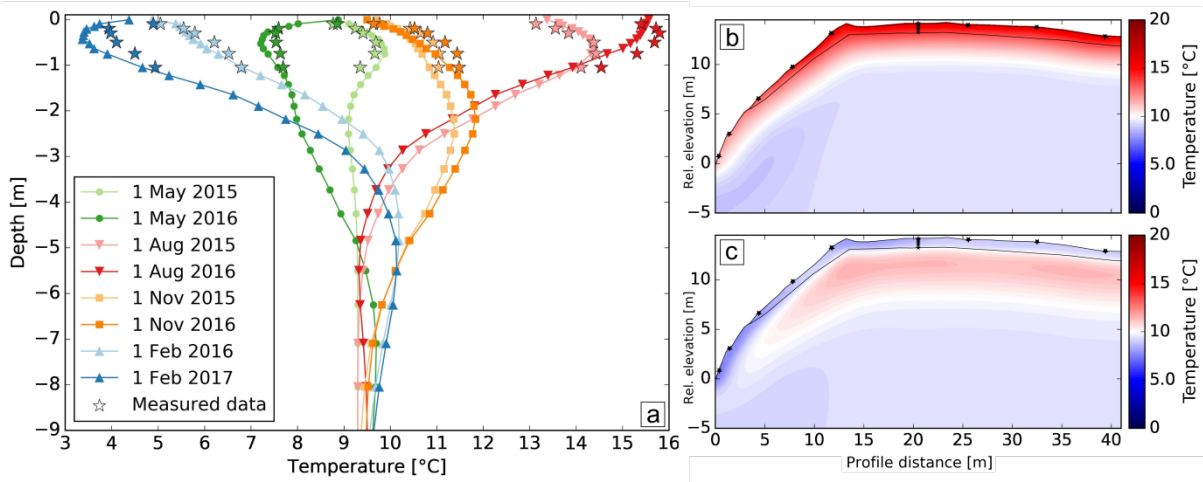 0
−1
−2
−3
−4
−5
−6
−7
−8
−9
Depth [m]
1 May 2015
1 May 2016
1 Aug 2015
1 Aug 2016
1 Nov 2015
1 Nov 2016
1 Feb 2016
1 Feb 2017
Measured data
a
3 4 5 6 7 8 9 10 11 12 13 14 15 16
Temperature [°C]
b
10
5
0
−5
Rel. elevation [m]
20
15
10
5.0
0
Temperature [°C]
c
10
5
0
−5
Rel. elevation [m]
0 5 10 15 20 25 30 35 40
Profile distance [m]
20
15
10
5.0
0
Temperature [°C]